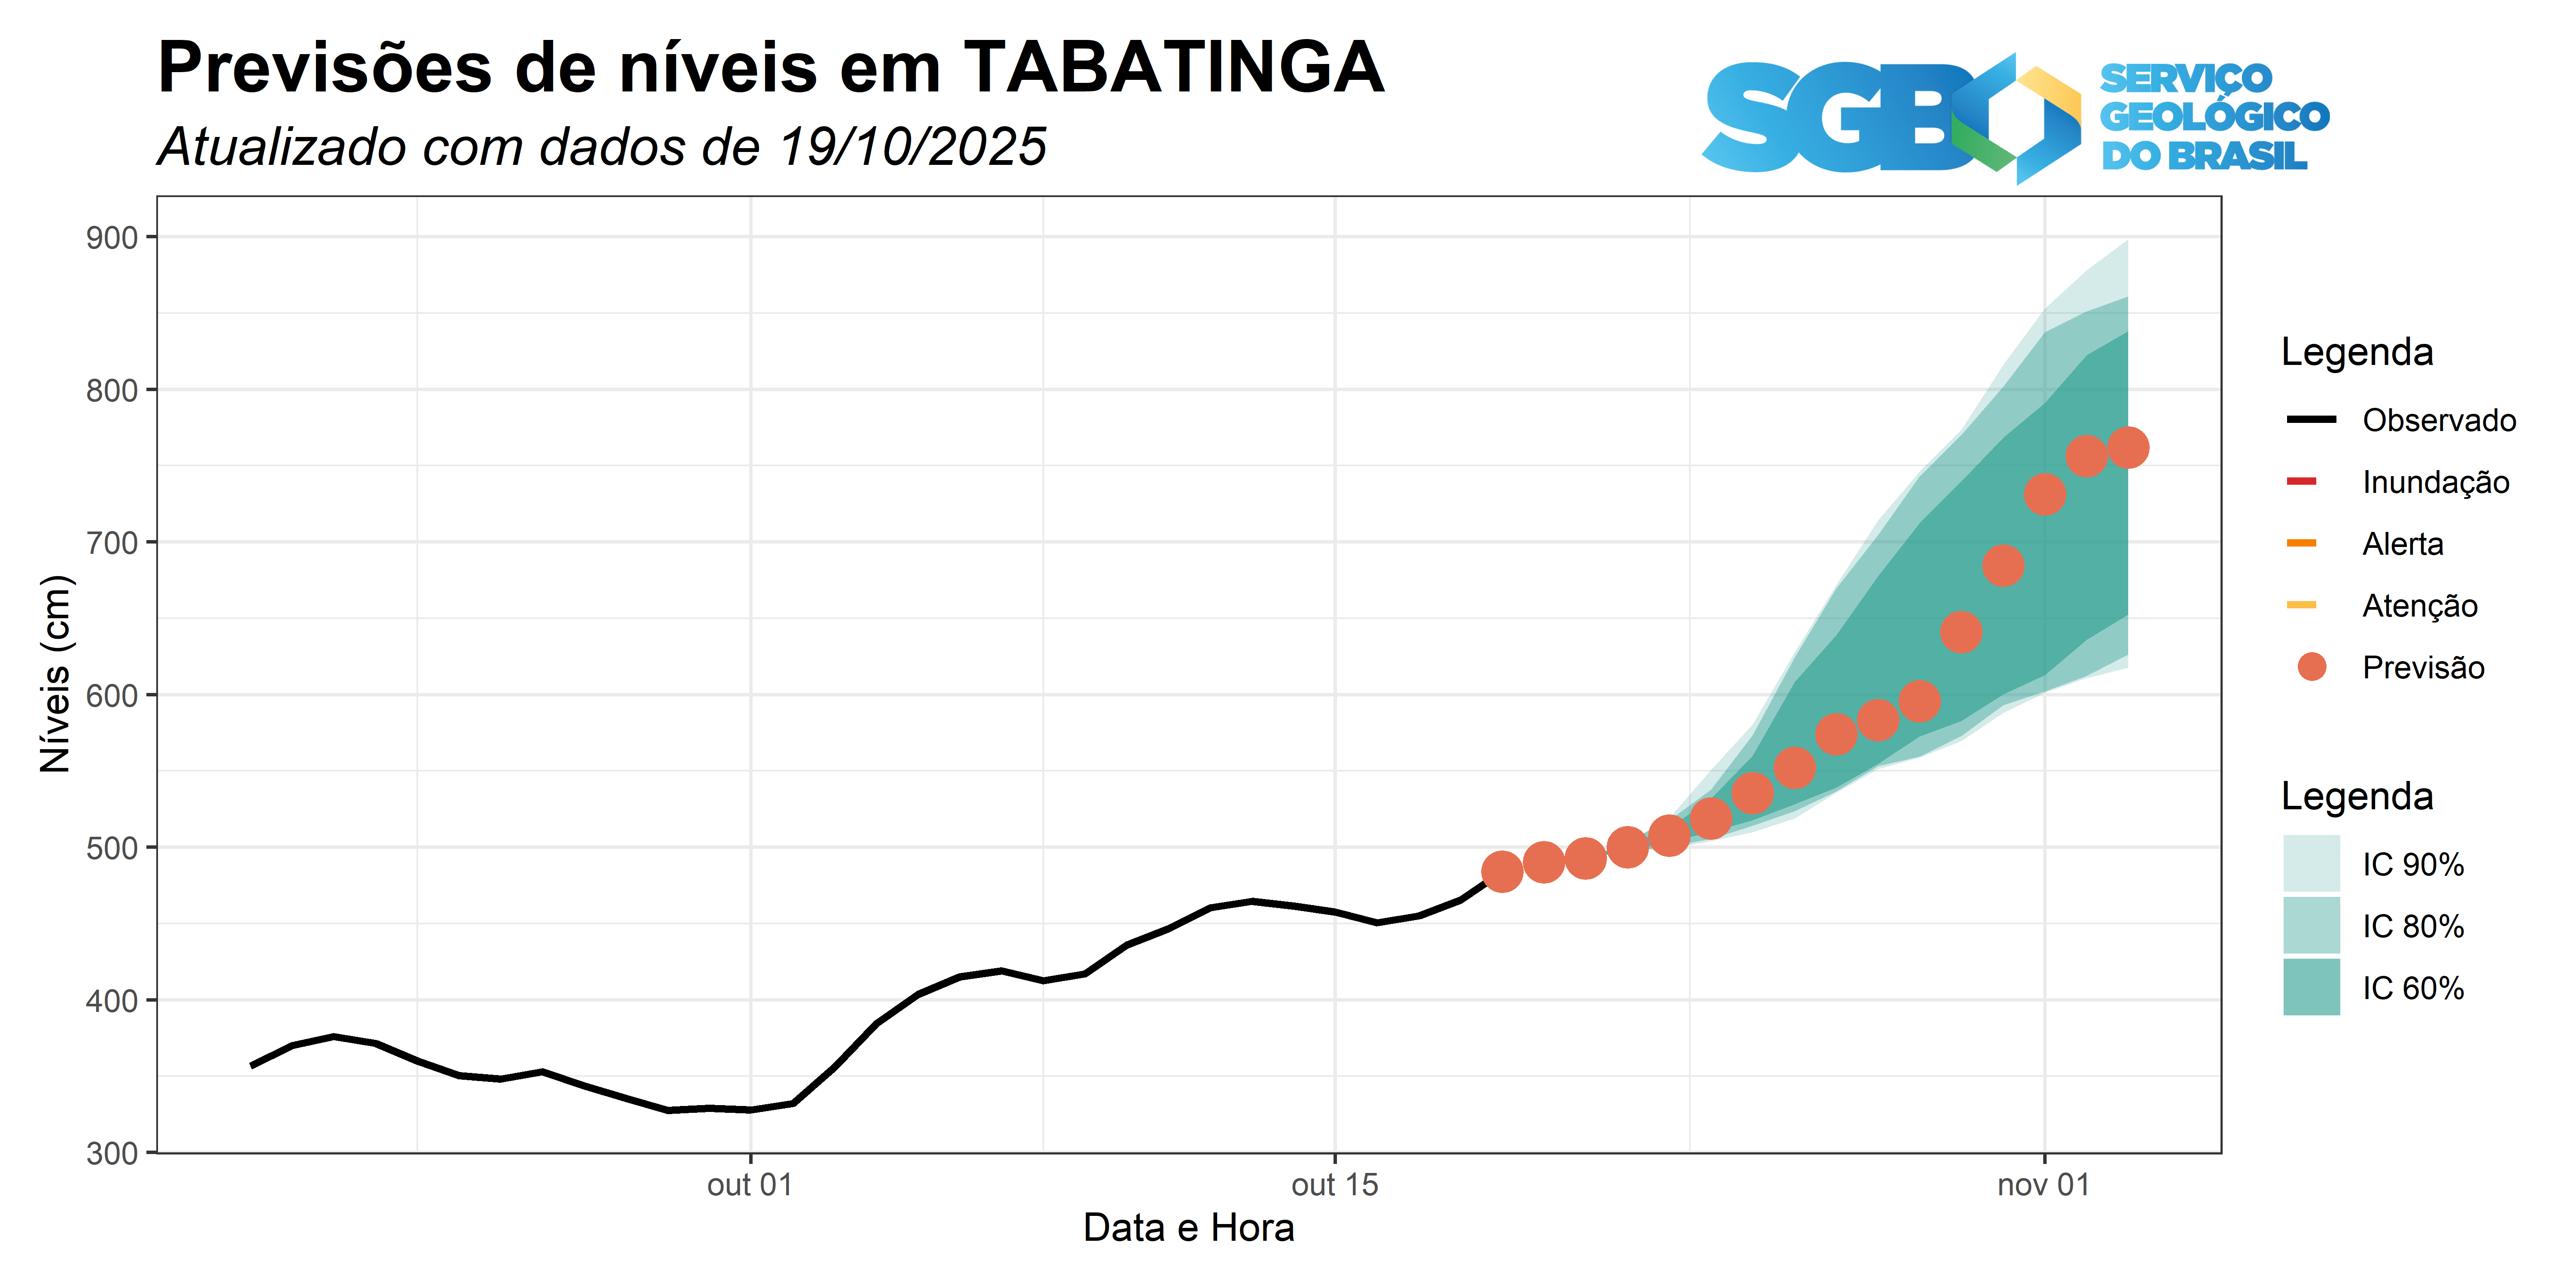 Previsões de níveis em TABATINGA
Atualizado com dados de 19/10/2025
SGB
SERVIÇO
GEOLÓGICO
DO BRASIL
900
800
700
600
500
400
300
Níveis (cm)
out 01
out 15
nov 01
Data e Hora
Legenda
Observado
Inundação
Alerta
Atenção
Previsão
Legenda
IC 90%
IC 80%
IC 60%